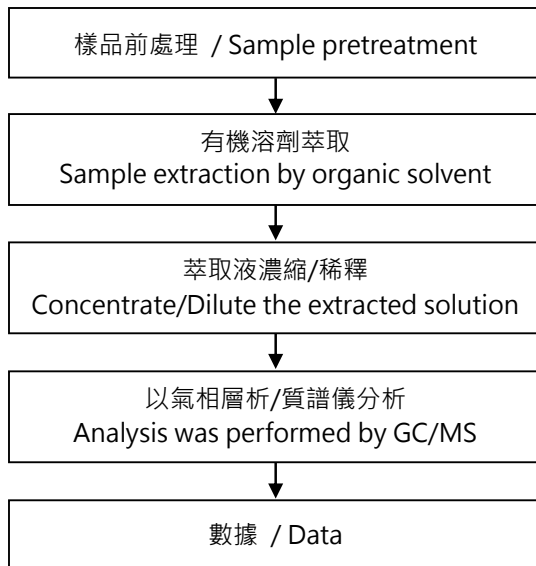 樣品前處理 / Sample pretreatment
有機溶劑萃取
Sample extraction by organic solvent
萃取液濃縮/稀釋
Concentrate/Dilute the extracted solution
以氣相層析/質譜儀分析
Analysis was performed by GC/MS
數據 / Data